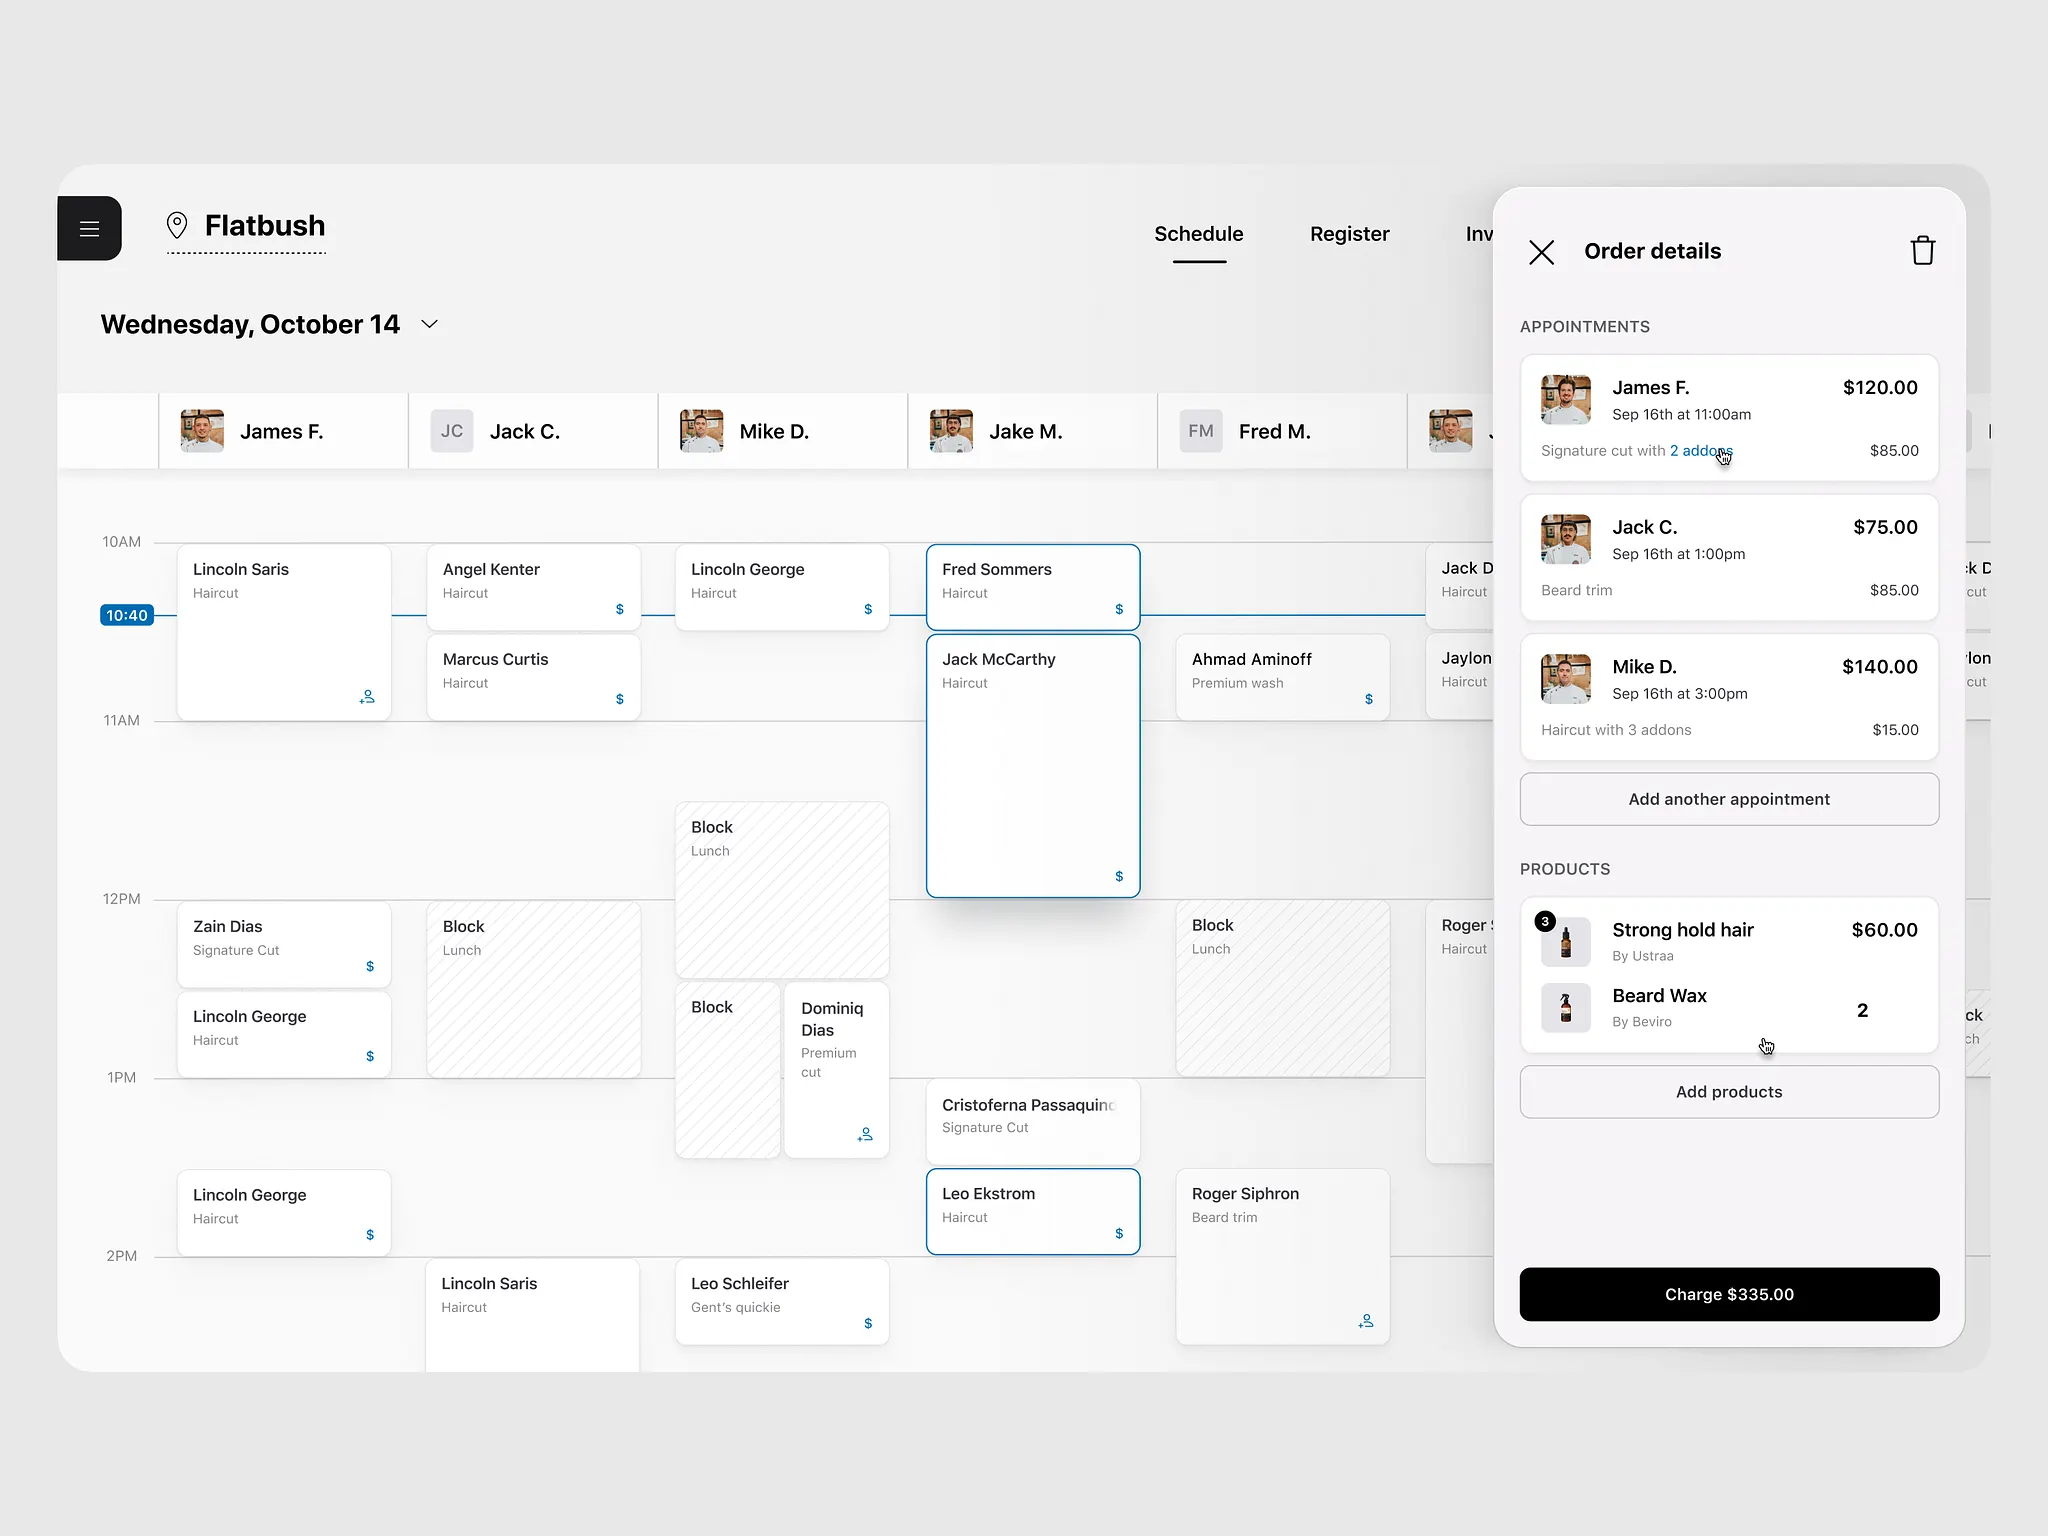 Flatbush
Schedule
Register
Inv
Wednesday, October 14
James F.
JC
Jack C.
Mike D.
Jake M.
FM
Fred M.
10AM
10:40
11AM
12PM
1PM
2PM
Lincoln Saris
Haircut
Zain Dias
Signature Cut
$
Lincoln George
Haircut
$
Lincoln George
Haircut
$
Angel Kenter
Haircut
$
Marcus Curtis
Haircut
$
Block
Lunch
Lincoln Saris
Haircut
Lincoln George
Haircut
$
Block
Lunch
Block
Dominiq
Dias
Premium
cut
Leo Schleifer
Gent's quickie
$
Fred Sommers
Haircut
$
Jack McCarthy
Haircut
$
Cristoferna Passaquino
Signature Cut
Leo Ekstrom
Haircut
$
Ahmad Aminoff
Premium wash
$
Block
Lunch
Roger Siphron
Beard trim
Jack D
Haircut
Jaylon
Haircut
Roger S
Haircut
ck D
cut
ylon
cut
ck
ch
Order details
APPOINTMENTS
James F.
$120.00
Sep 16th at 11:00am
Signature cut with 2 addons
$85.00
Jack C.
$75.00
Sep 16th at 1:00pm
Beard trim
$85.00
Mike D.
$140.00
Sep 16th at 3:00pm
Haircut with 3 addons
$15.00
Add another appointment
PRODUCTS
3
Strong hold hair
$60.00
By Ustraa
Beard Wax
2
By Beviro
Add products
Charge $335.00